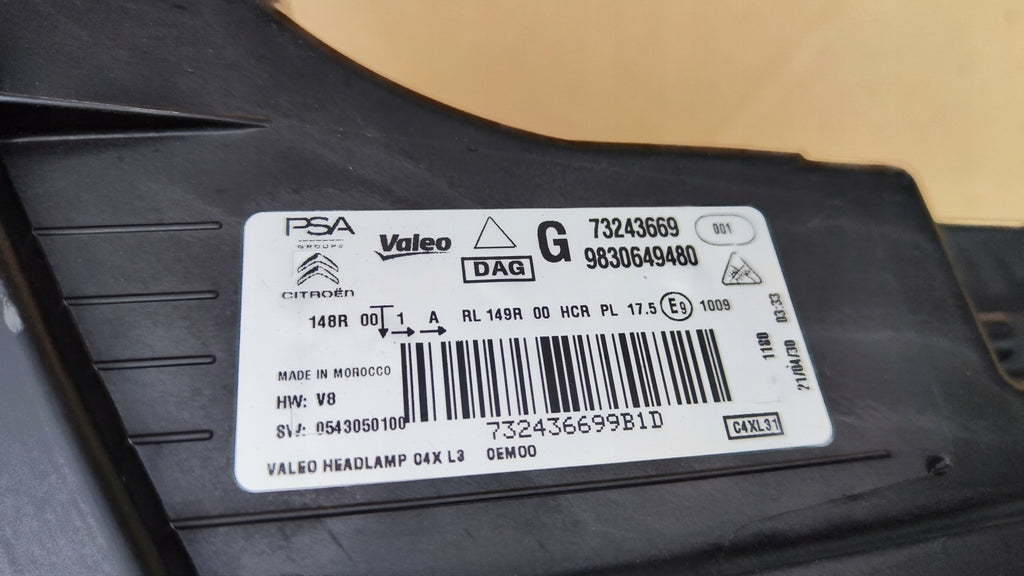 PSA
GROUPE
CITROËN
Valeo
DAG
G
73243669
9830649480
001
148R 00 1 A RL 149R 00 HCR PL 17.5 E9 1009
MADE IN MOROCCO
HW: V8
SW: 0543050100
732436699B1D
C4XL31
VALEO HEADLAMP C4X L3 OEM00
1180 03:33
21/04/30